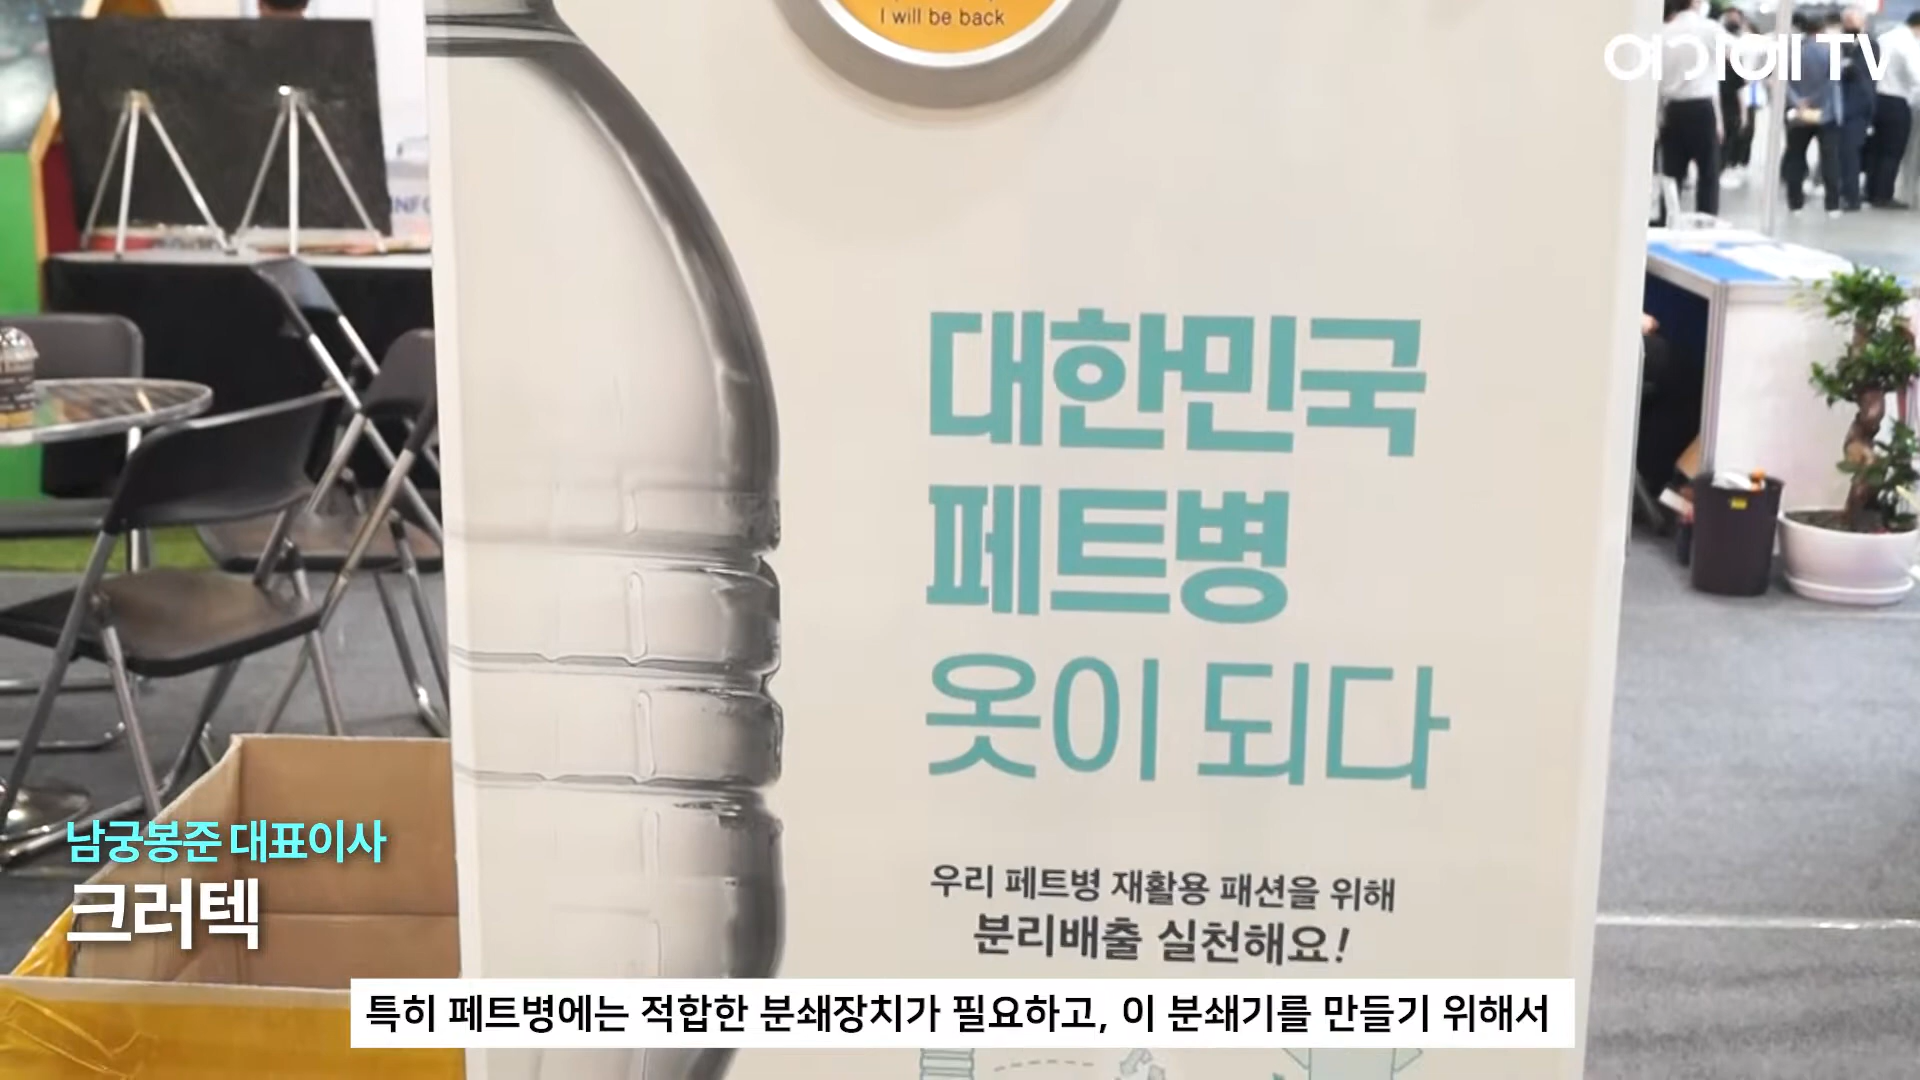 I will be back
여기에 TV
INFO
대한민국
페트병
옷이 되다
우리 페트병 재활용 패션을 위해
분리배출 실천해요!
남궁봉준 대표이사
크러텍
특히 페트병에는 적합한 분쇄장치가 필요하고, 이 분쇄기를 만들기 위해서